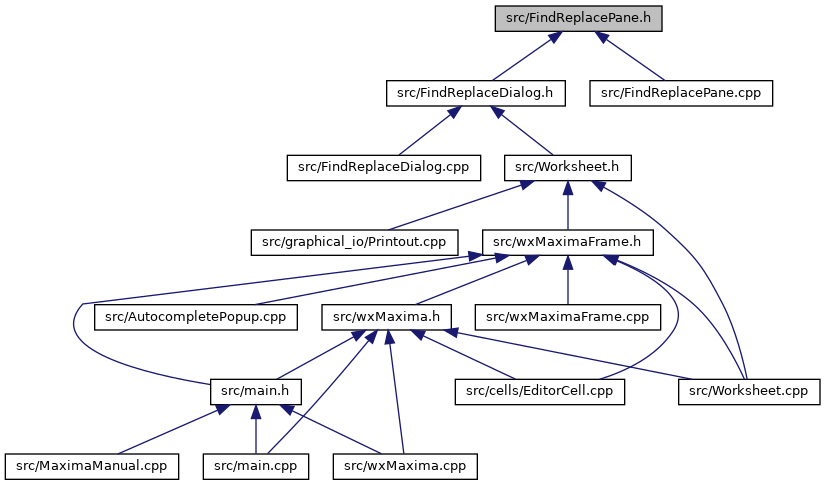 src/FindReplacePane.h
src/FindReplaceDialog.h
src/FindReplacePane.cpp
src/FindReplaceDialog.cpp
src/Worksheet.h
src/graphical_io/Printout.cpp
src/wxMaximaFrame.h
src/AutocompletePopup.cpp
src/wxMaxima.h
src/wxMaximaFrame.cpp
src/main.h
src/cells/EditorCell.cpp
src/Worksheet.cpp
src/MaximaManual.cpp
src/main.cpp
src/wxMaxima.cpp